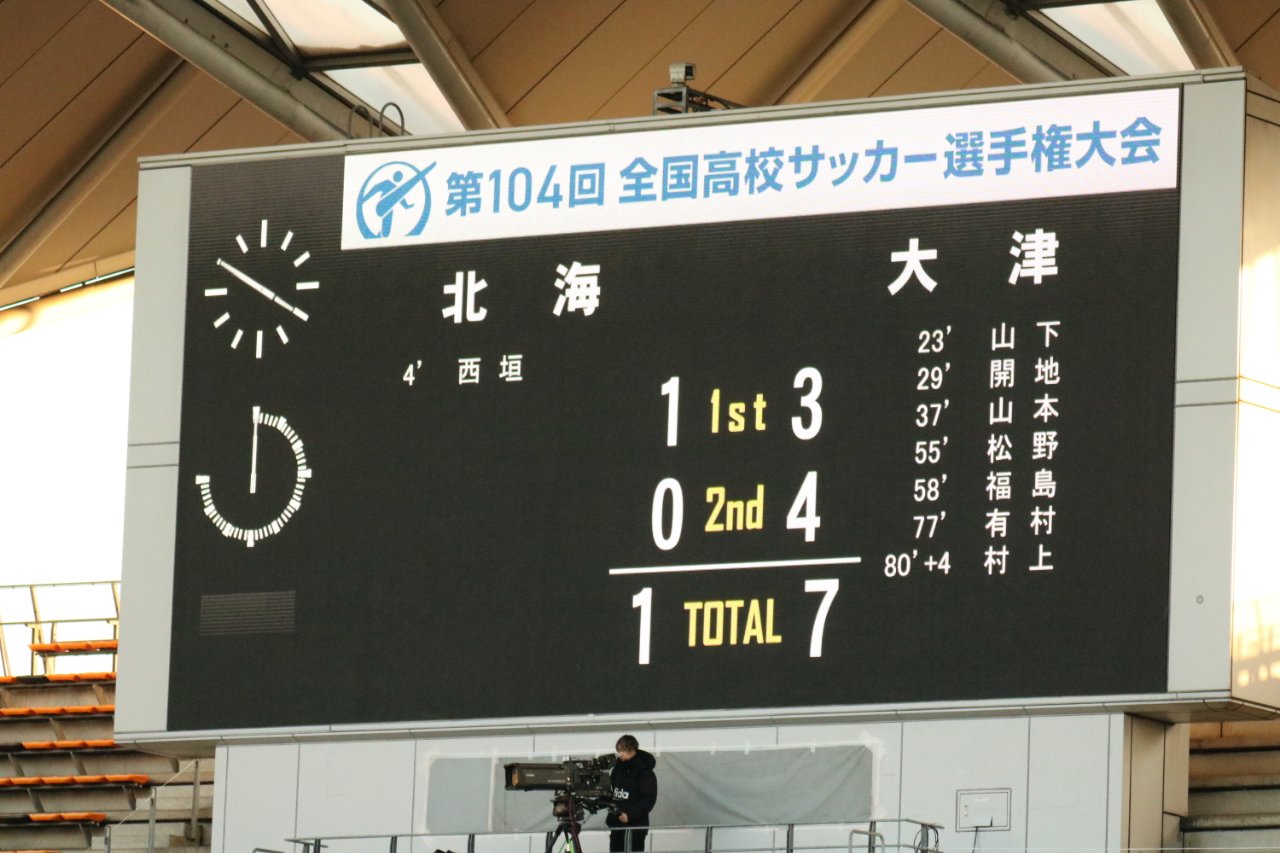 第104回 全国高校サッカー選手権大会
北海 大津
4' 西垣
23' 山下
29' 開地
37' 山本
55' 松野
58' 福島
77' 有村
80'+4 村上
1 1st 3
0 2nd 4
1 TOTAL 7